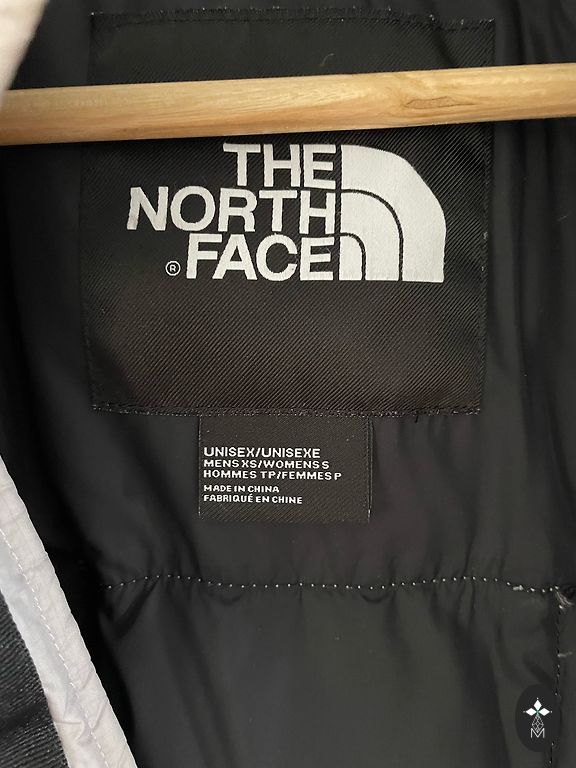 THE
NORTH
® FACE
UNISEX/UNISEXE
MENS XS/WOMENS S
HOMMES TP/FEMMES P
MADE IN CHINA
FABRIQUÉ EN CHINE
M